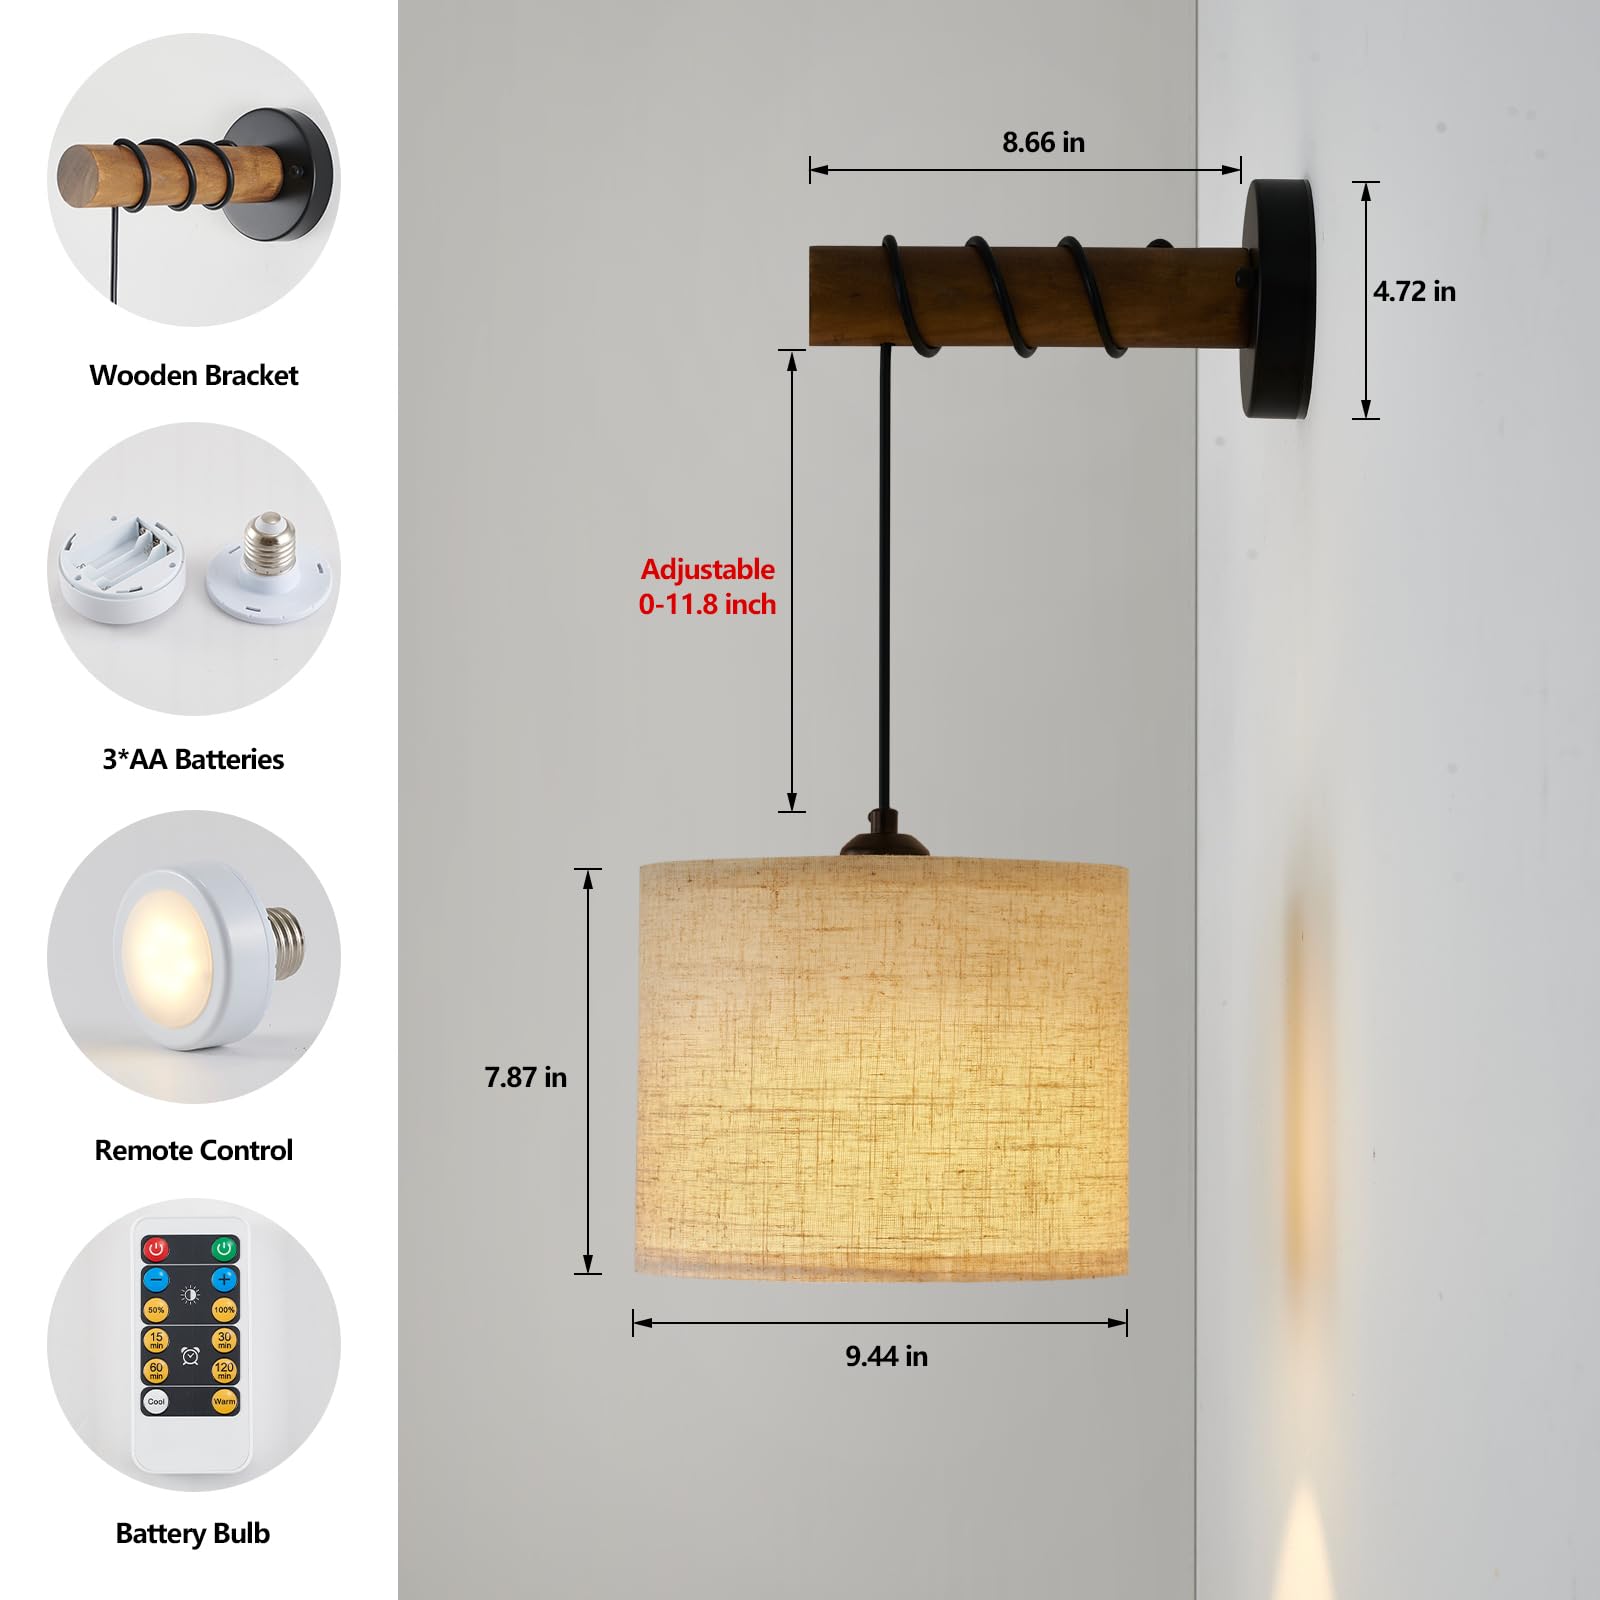 Wooden Bracket
3*AA Batteries
Remote Control
50%
100%
15
min
30
min
60
min
120
min
Cool
Warm
Battery Bulb
8.66 in
4.72 in
Adjustable
0-11.8 inch
7.87 in
9.44 in